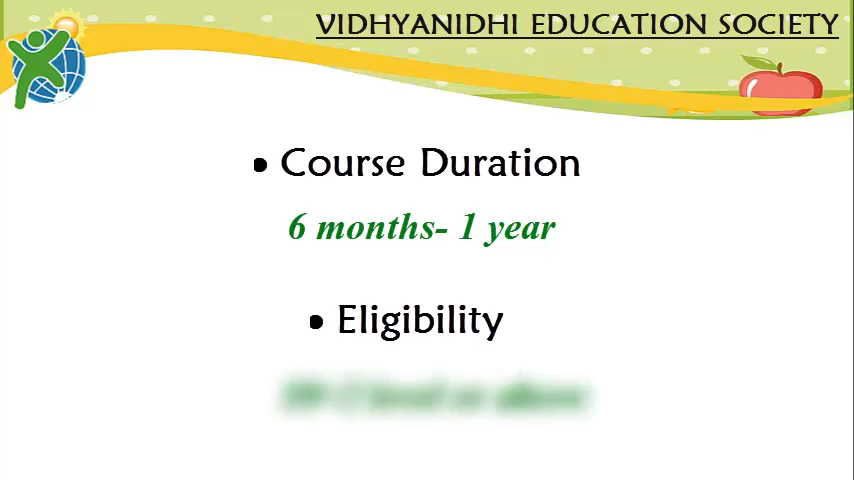 VIDHYANIDHI EDUCATION SOCIETY
• Course Duration
6 months- 1 year
• Eligibility